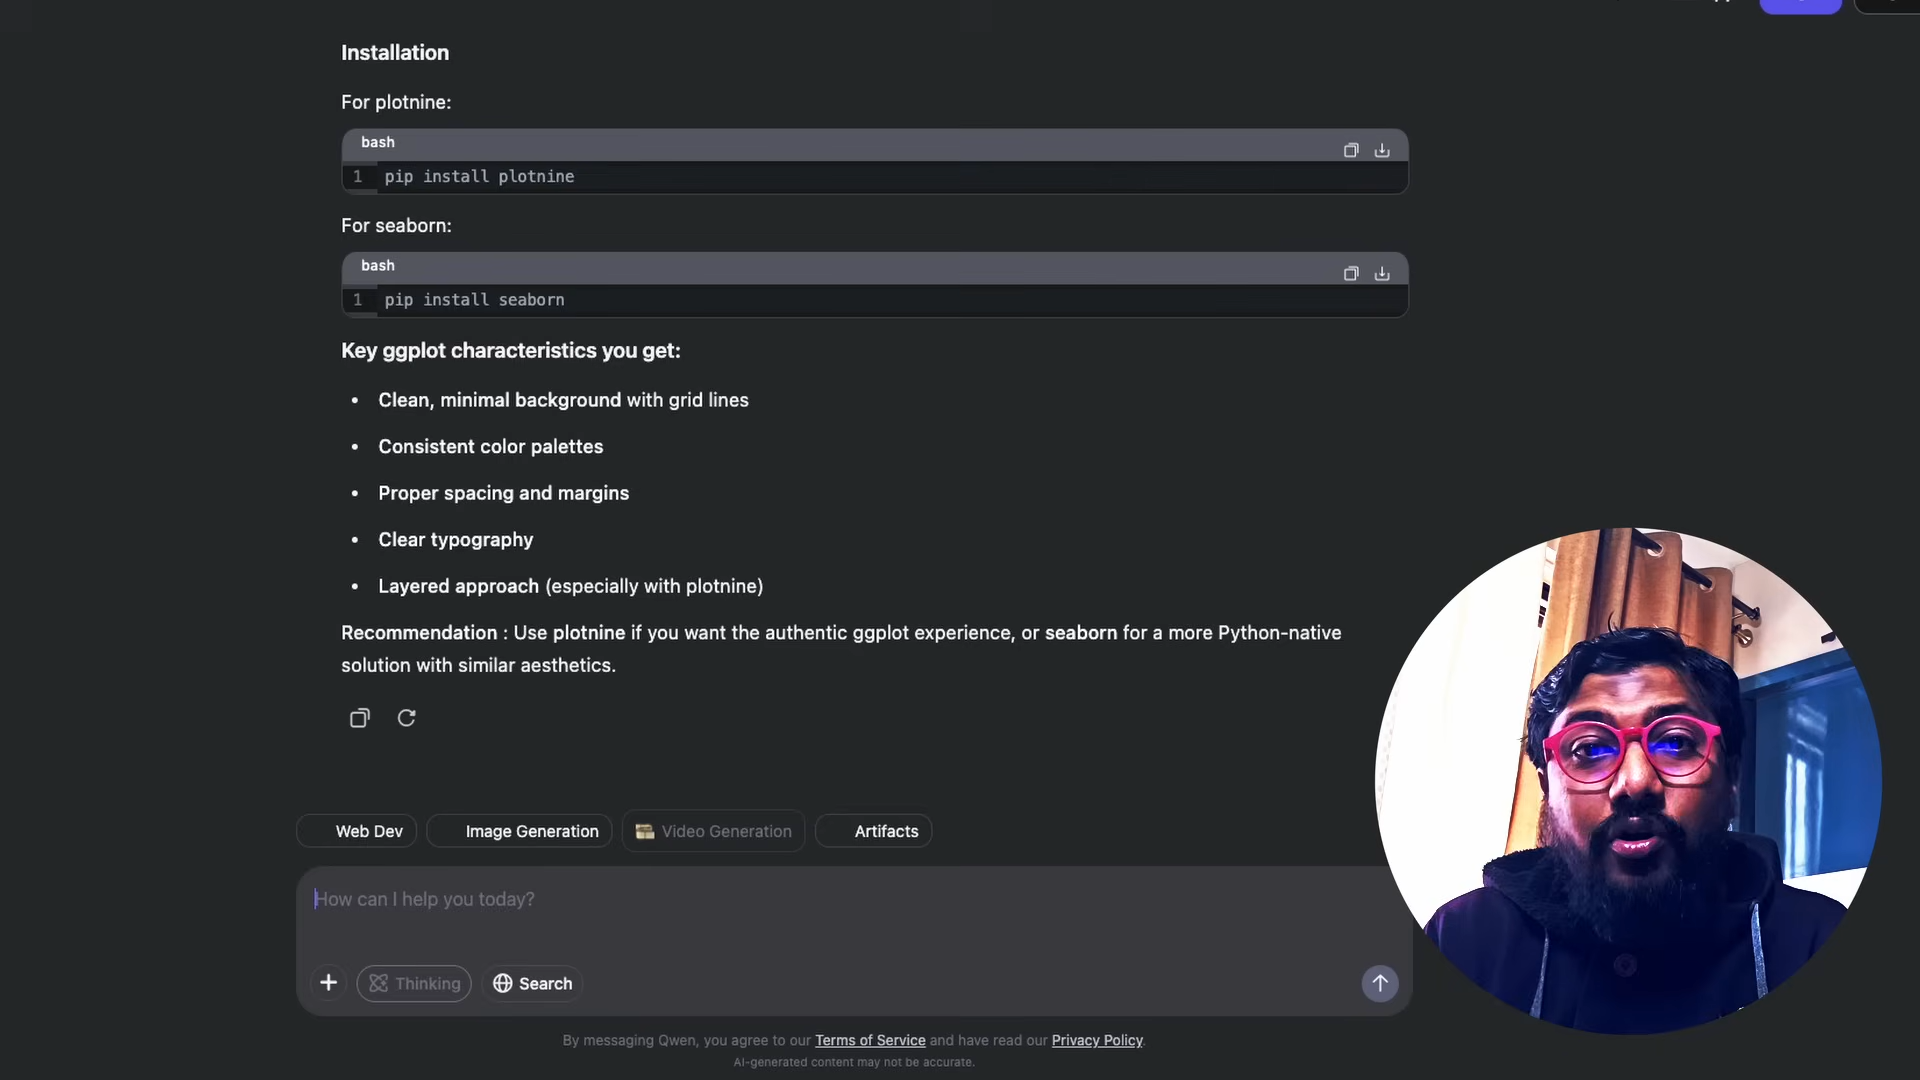 Installation
For plotnine:
bash
1 pip install plotnine
For seaborn:
bash
1 pip install seaborn
Key ggplot characteristics you get:
• Clean, minimal background with grid lines
• Consistent color palettes
• Proper spacing and margins
• Clear typography
• Layered approach (especially with plotnine)
Recommendation : Use plotnine if you want the authentic ggplot experience, or seaborn for a more Python-native
solution with similar aesthetics.
Web Dev Image Generation Video Generation Artifacts
How can I help you today?
Thinking Search
By messaging Qwen, you agree to our Terms of Service and have read our Privacy Policy.
AI-generated content may not be accurate.